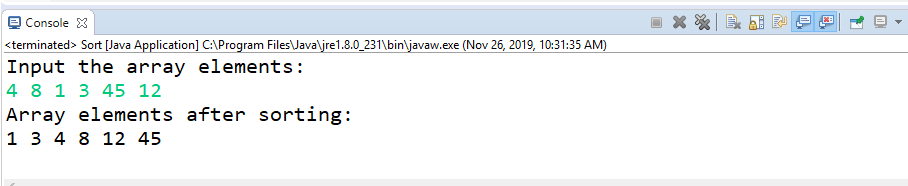 Console
<terminated> Sort [Java Application] C:\Program Files\Java\jre1.8.0_231\bin\javaw.exe (Nov 26, 2019, 10:31:35 AM)
Input the array elements:
4 8 1 3 45 12
Array elements after sorting:
1 3 4 8 12 45